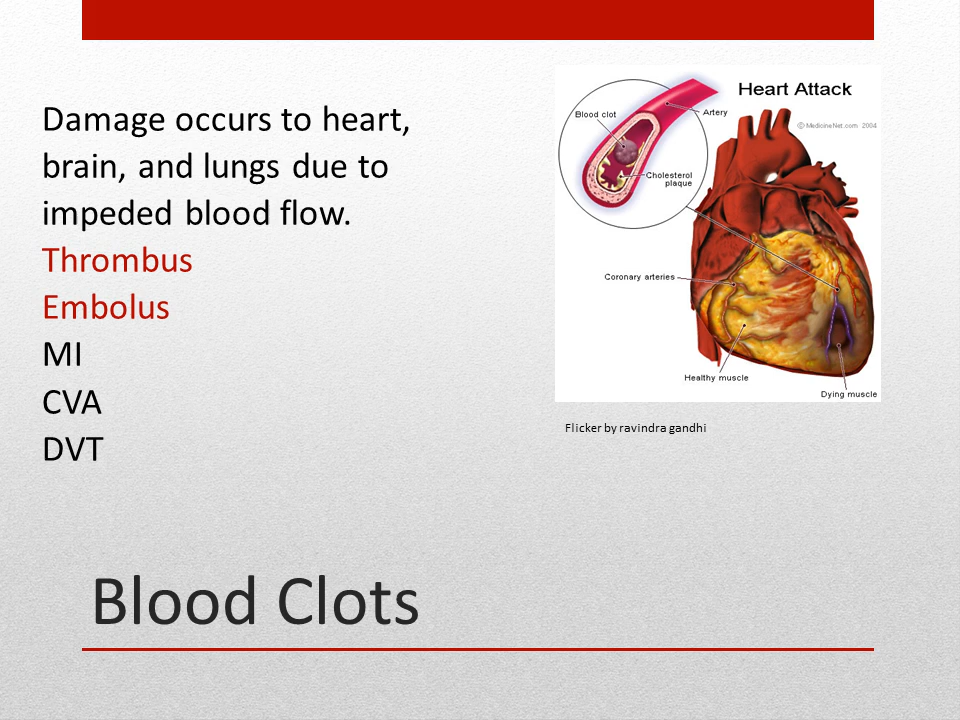 Damage occurs to heart,
brain, and lungs due to
impeded blood flow.
Thrombus
Embolus
MI
CVA
DVT
Heart Attack
© MedicineNet.com 2004
Blood clot
Artery
Cholesterol
plaque
Coronary arteries
Healthy muscle
Dying muscle
Flicker by ravindra gandhi
Blood Clots